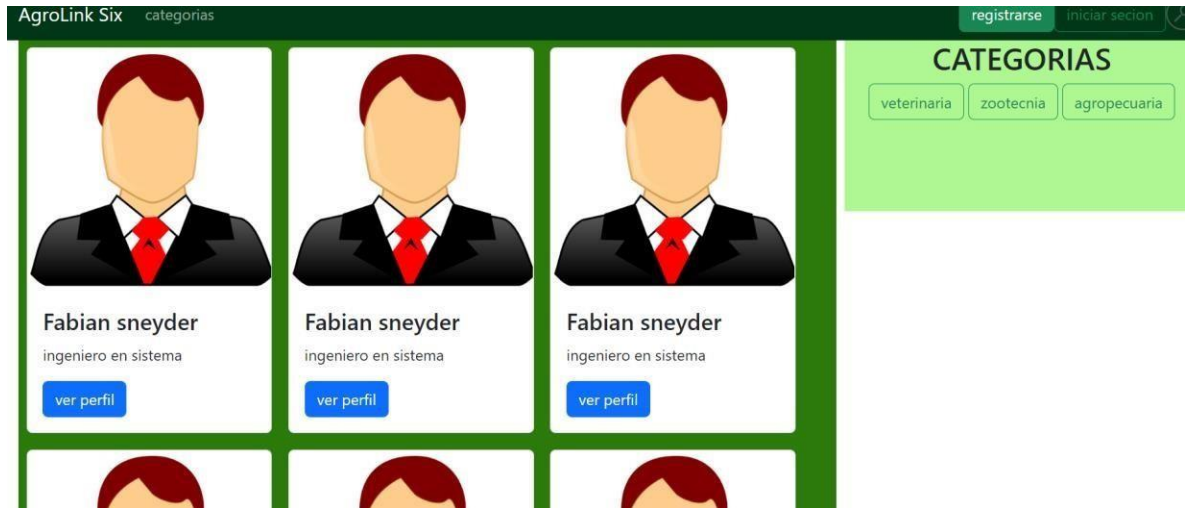 AgroLink Six categorias registrarse iniciar secion
CATEGORIAS
veterinaria zootecnia agropecuaria
Fabian sneyder Fabian sneyder Fabian sneyder
ingeniero en sistema ingeniero en sistema ingeniero en sistema
ver perfil ver perfil ver perfil